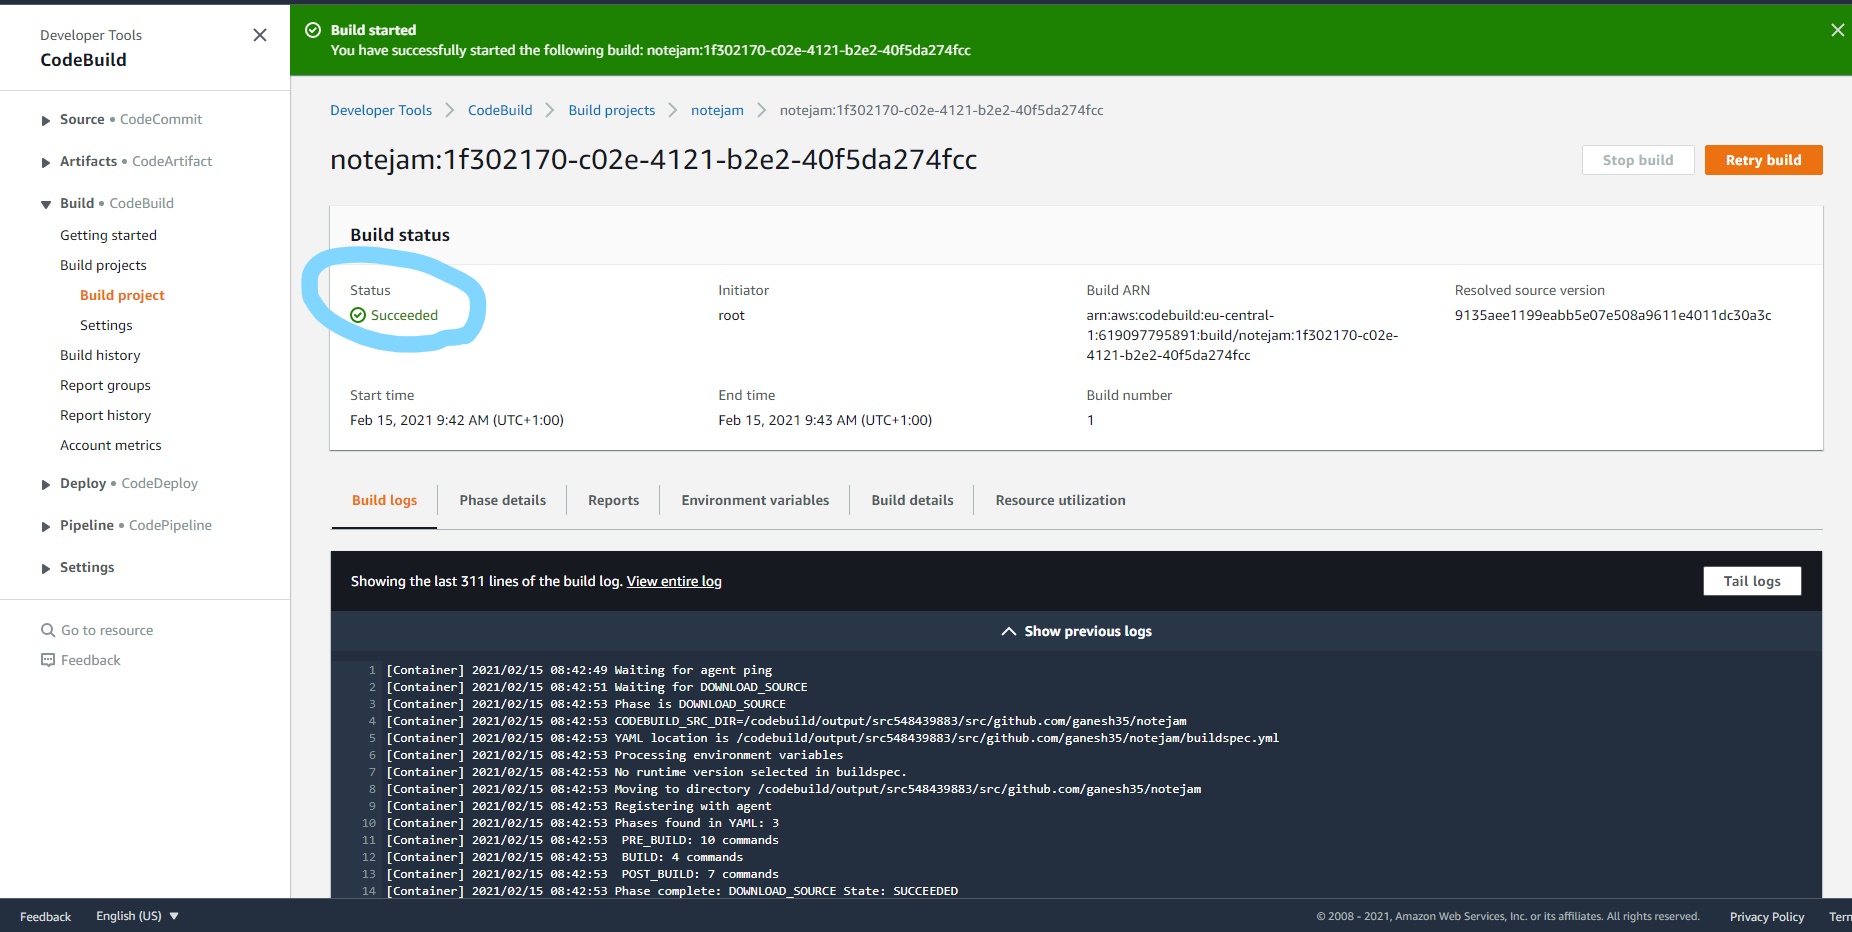 Developer Tools
CodeBuild
Source • CodeCommit
Artifacts • CodeArtifact
Build • CodeBuild
Getting started
Build projects
Build project
Settings
Build history
Report groups
Report history
Account metrics
Deploy • CodeDeploy
Pipeline • CodePipeline
Settings
Go to resource
Feedback
Build started
You have successfully started the following build: notejam:1f302170-c02e-4121-b2e2-40f5da274fcc
Developer Tools CodeBuild Build projects notejam notejam:1f302170-c02e-4121-b2e2-40f5da274fcc
notejam:1f302170-c02e-4121-b2e2-40f5da274fcc
Stop build
Retry build
Build status
Status
Succeeded
Initiator
root
Build ARN
arn:aws:codebuild:eu-central-
1:619097795891:build/notejam:1f302170-c02e-
4121-b2e2-40f5da274fcc
Resolved source version
9135aee1199eabb5e07e508a9611e4011dc30a3c
Start time
Feb 15, 2021 9:42 AM (UTC+1:00)
End time
Feb 15, 2021 9:43 AM (UTC+1:00)
Build number
1
Build logs Phase details Reports Environment variables Build details Resource utilization
Showing the last 311 lines of the build log. View entire log
Tail logs
Show previous logs
1 [Container] 2021/02/15 08:42:49 Waiting for agent ping
2 [Container] 2021/02/15 08:42:51 Waiting for DOWNLOAD_SOURCE
3 [Container] 2021/02/15 08:42:53 Phase is DOWNLOAD_SOURCE
4 [Container] 2021/02/15 08:42:53 CODEBUILD_SRC_DIR=/codebuild/output/src548439883/src/github.com/ganesh35/notejam
5 [Container] 2021/02/15 08:42:53 YAML location is /codebuild/output/src548439883/src/github.com/ganesh35/notejam/buildspec.yml
6 [Container] 2021/02/15 08:42:53 Processing environment variables
7 [Container] 2021/02/15 08:42:53 No runtime version selected in buildspec.
8 [Container] 2021/02/15 08:42:53 Moving to directory /codebuild/output/src548439883/src/github.com/ganesh35/notejam
9 [Container] 2021/02/15 08:42:53 Registering with agent
10 [Container] 2021/02/15 08:42:53 Phases found in YAML: 3
11 [Container] 2021/02/15 08:42:53  PRE_BUILD: 10 commands
12 [Container] 2021/02/15 08:42:53  BUILD: 4 commands
13 [Container] 2021/02/15 08:42:53  POST_BUILD: 7 commands
14 [Container] 2021/02/15 08:42:53 Phase complete: DOWNLOAD_SOURCE State: SUCCEEDED
Feedback English (US) © 2008 - 2021, Amazon Web Services, Inc. or its affiliates. All rights reserved. Privacy Policy Tern